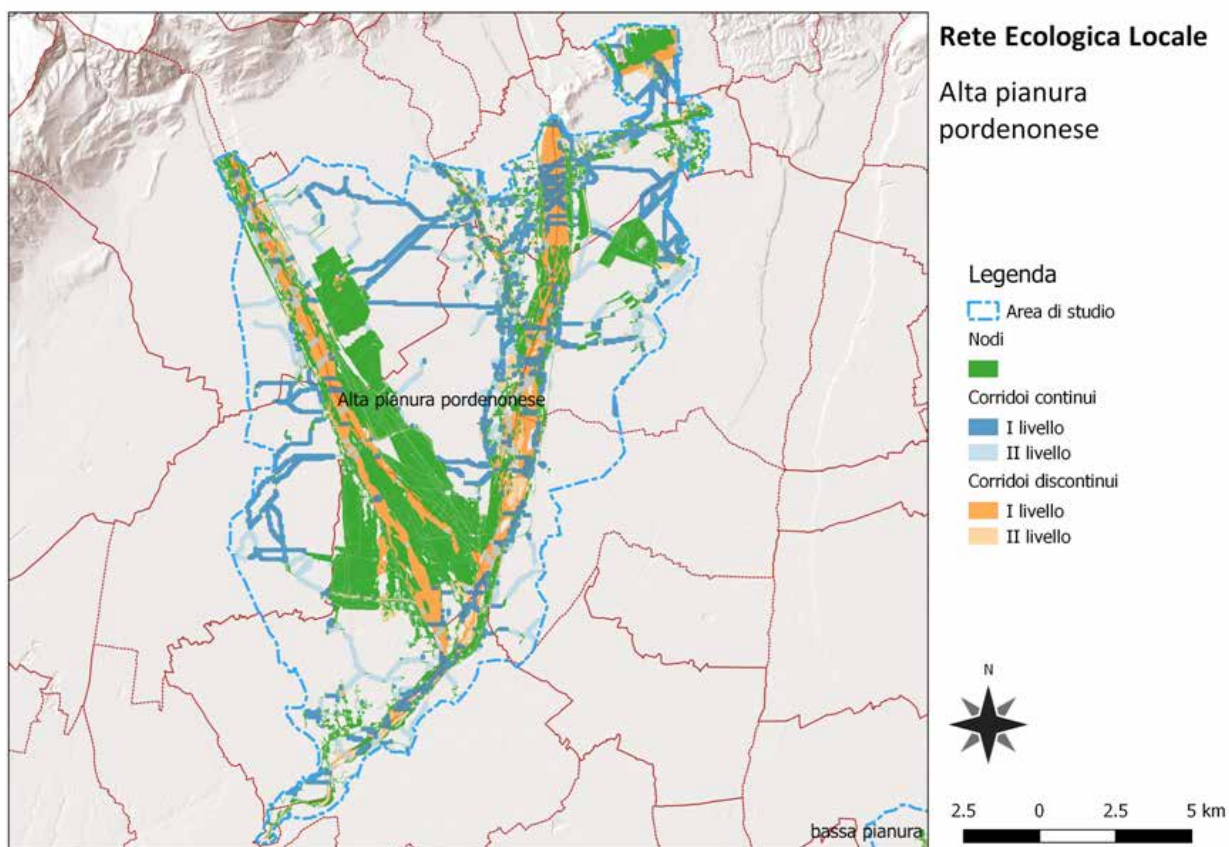 Rete Ecologica Locale
Alta pianura
pordenonese
Alta pianura pordenonese
bassa pianura
Legenda
Area di studio
Nodi
Corridoi continui
I livello
II livello
Corridoi discontinui
I livello
II livello
N
2.5 0 2.5 5 km